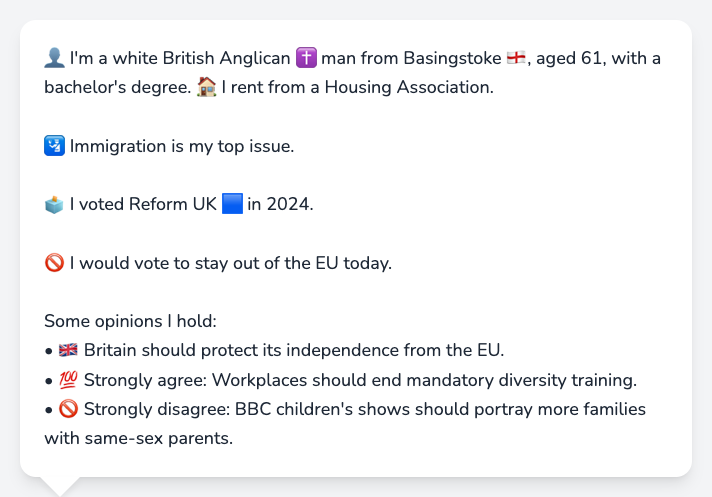 👤 I'm a white British Anglican ✝️ man from Basingstoke 🏴󠁧󠁢󠁥󠁮󠁧󠁿, aged 61, with a
bachelor's degree. 🏠 I rent from a Housing Association.
🛂 Immigration is my top issue.
🗳️ I voted Reform UK 🟦 in 2024.
🚫 I would vote to stay out of the EU today.
Some opinions I hold:
• 🇬🇧 Britain should protect its independence from the EU.
• 💯 Strongly agree: Workplaces should end mandatory diversity training.
• 🚫 Strongly disagree: BBC children's shows should portray more families
with same-sex parents.